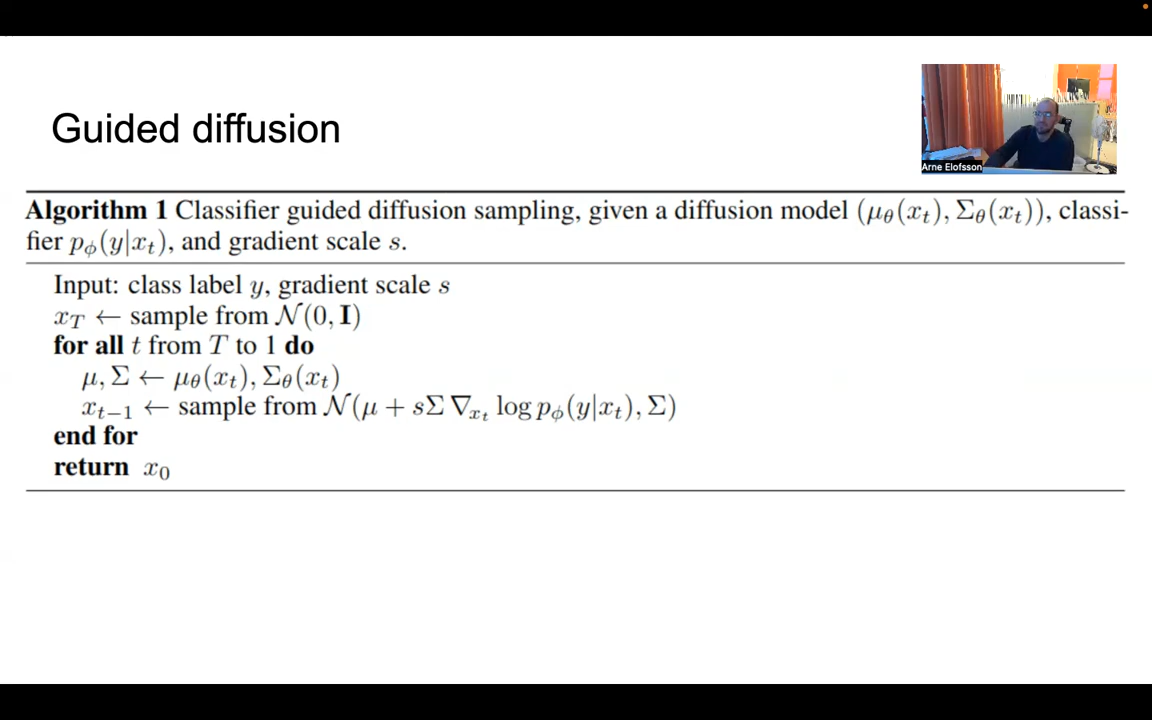 Guided diffusion
Arne Elofsson
Algorithm 1 Classifier guided diffusion sampling, given a diffusion model (μθ(xt), Σθ(xt)), classi-
fier pϕ(y|xt), and gradient scale s.
Input: class label y, gradient scale s
xT ← sample from 𝒩(0, I)
for all t from T to 1 do
μ, Σ ← μθ(xt), Σθ(xt)
xt−1 ← sample from 𝒩(μ + sΣ ∇xt log pϕ(y|xt), Σ)
end for
return x0